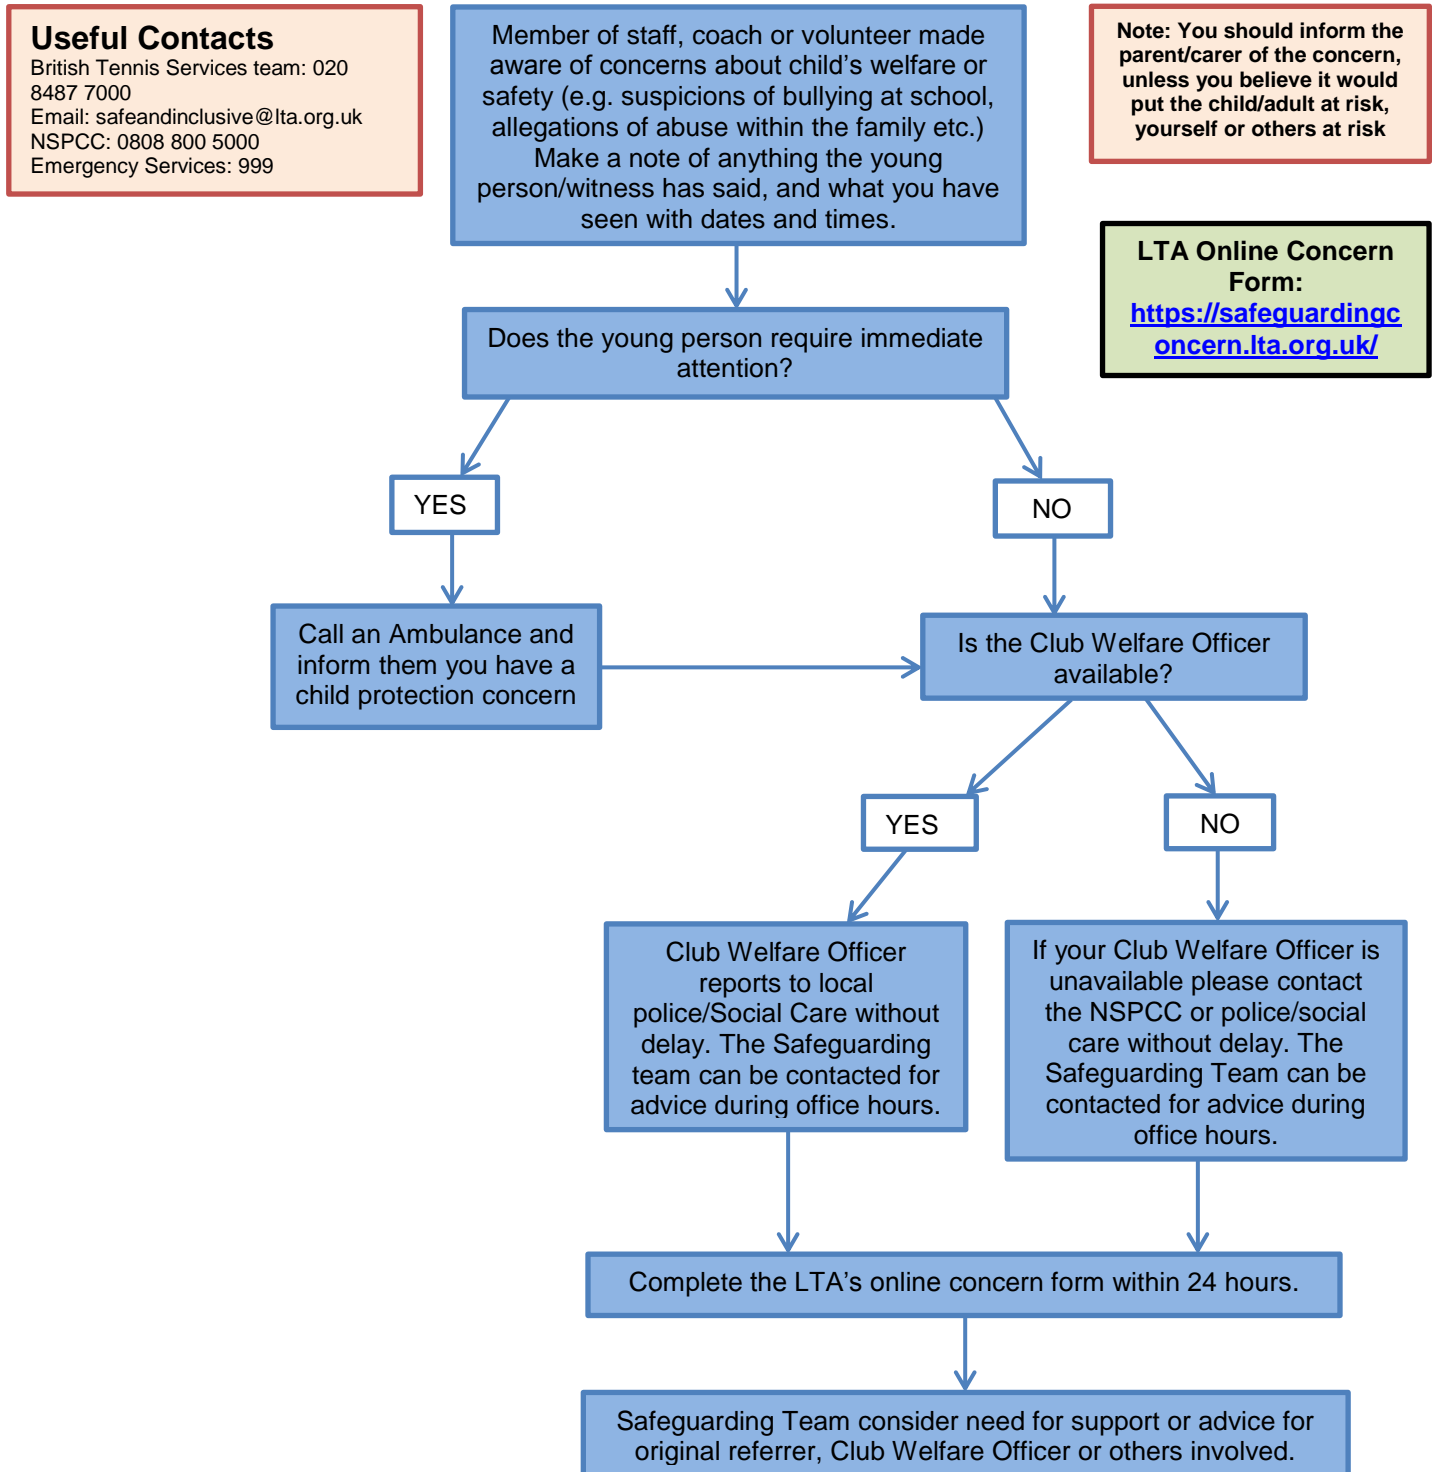 Useful Contacts
British Tennis Services team: 020
8487 7000
Email: safeandinclusive@lta.org.uk
NSPCC: 0808 800 5000
Emergency Services: 999
Member of staff, coach or volunteer made
aware of concerns about child’s welfare or
safety (e.g. suspicions of bullying at school,
allegations of abuse within the family etc.)
Make a note of anything the young
person/witness has said, and what you have
seen with dates and times.
Note: You should inform the
parent/carer of the concern,
unless you believe it would
put the child/adult at risk,
yourself or others at risk
LTA Online Concern
Form:
https://safeguardingc
oncern.lta.org.uk/
Does the young person require immediate
attention?
YES
NO
Call an Ambulance and
inform them you have a
child protection concern
Is the Club Welfare Officer
available?
YES
NO
Club Welfare Officer
reports to local
police/Social Care without
delay. The Safeguarding
team can be contacted for
advice during office hours.
If your Club Welfare Officer is
unavailable please contact
the NSPCC or police/social
care without delay. The
Safeguarding Team can be
contacted for advice during
office hours.
Complete the LTA’s online concern form within 24 hours.
Safeguarding Team consider need for support or advice for
original referrer, Club Welfare Officer or others involved.